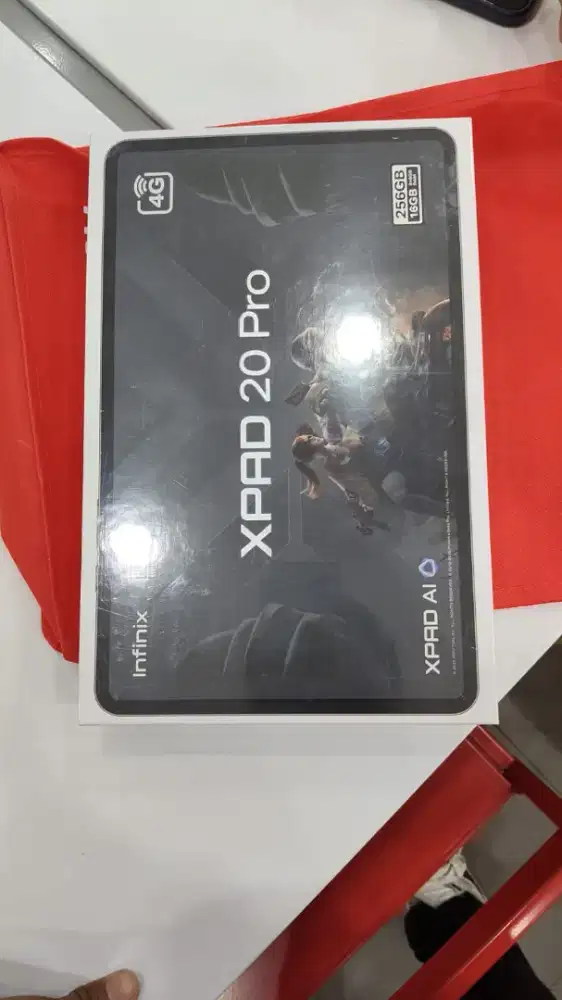 Infinix
4G
XPAD 20 Pro
256GB
16GB
XPAD AI